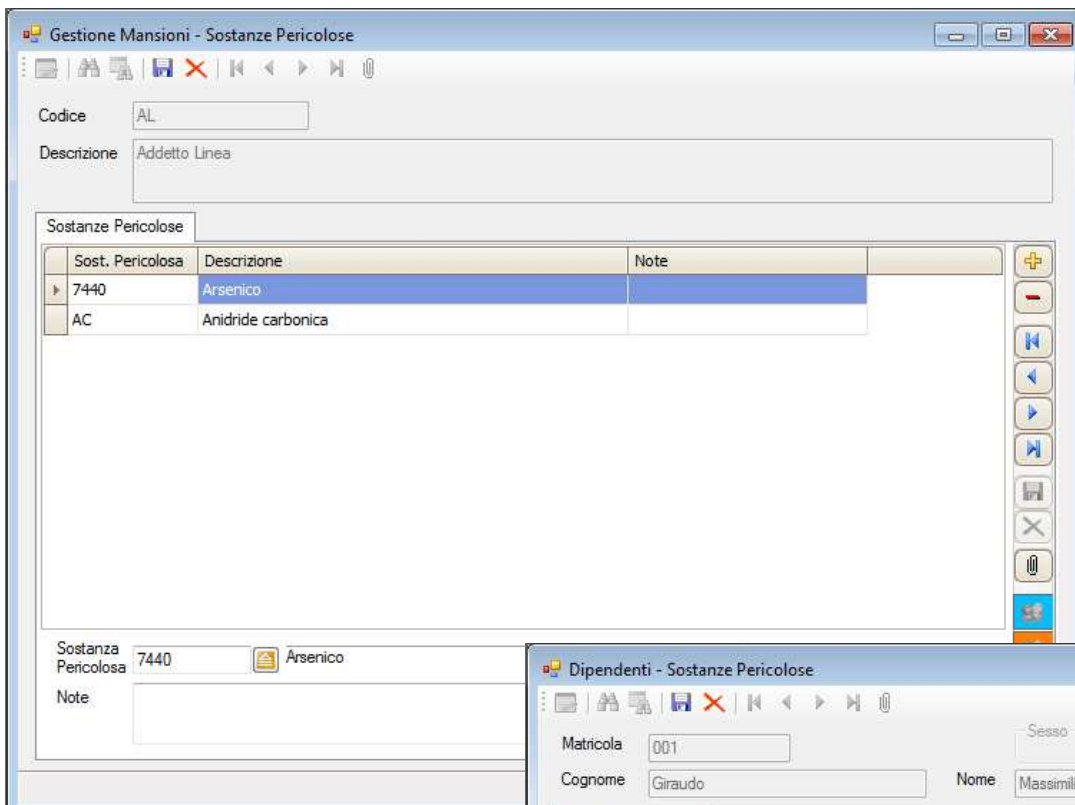 Gestione Mansioni - Sostanze Pericolose
Codice AL
Descrizione Addetto Linea
Sostanze Pericolose
Sost. Pericolosa Descrizione Note
7440 Arsenico
AC Anidride carbonica
Sostanza Pericolosa 7440 Arsenico
Note
Dipendenti - Sostanze Pericolose
Sesso
Matricola 001
Cognome Giraudo Nome Massimili